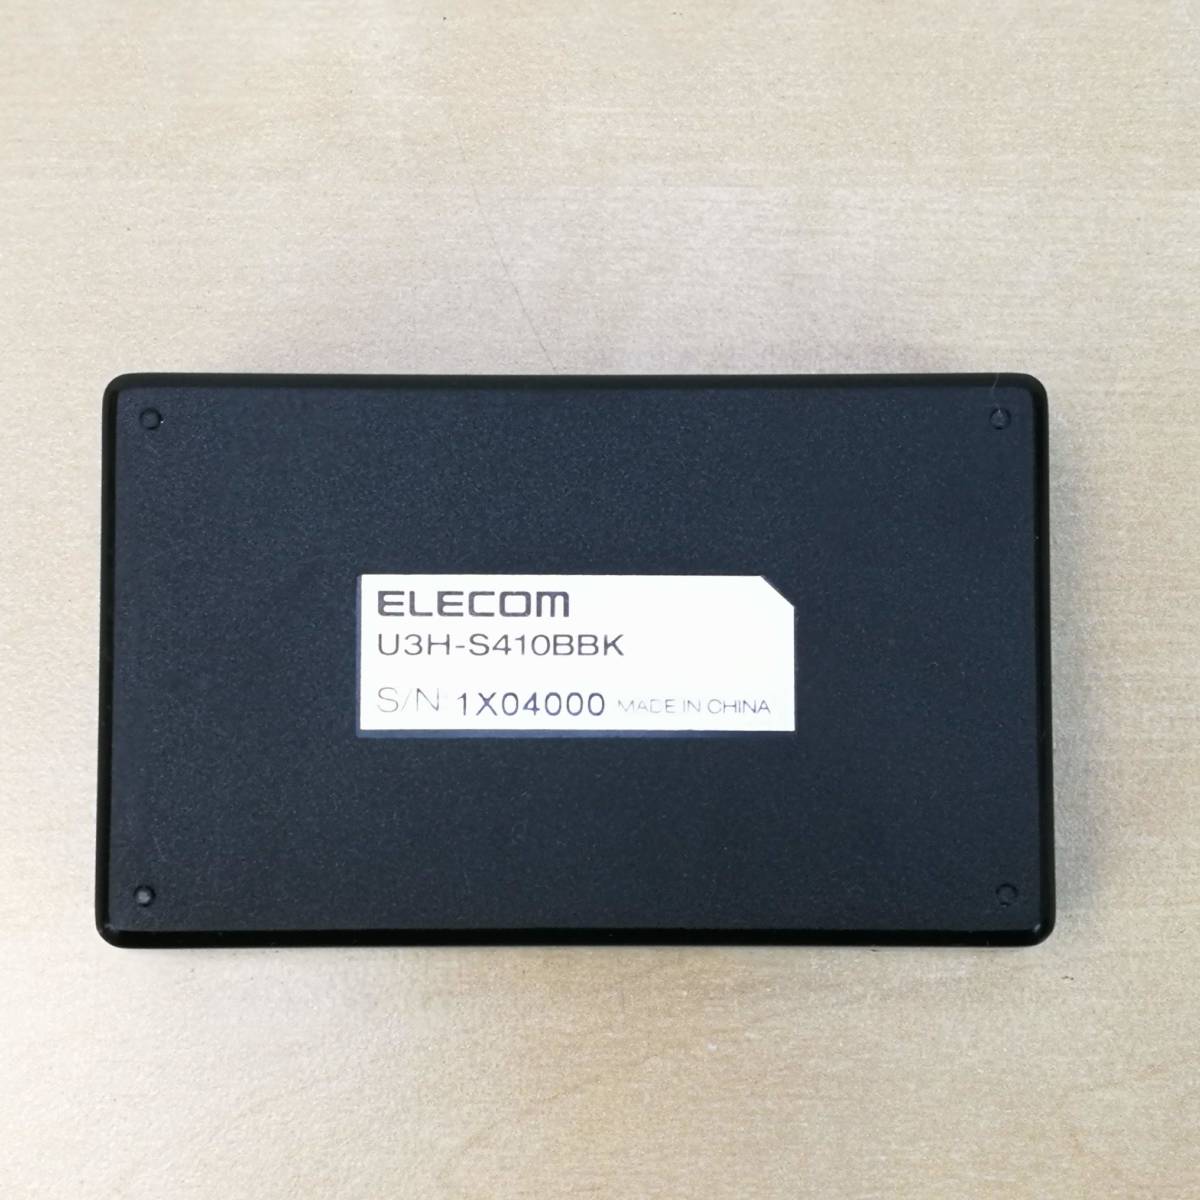 ELECOM
U3H-S410BBK
S/N: 1X04000 MADE IN CHINA